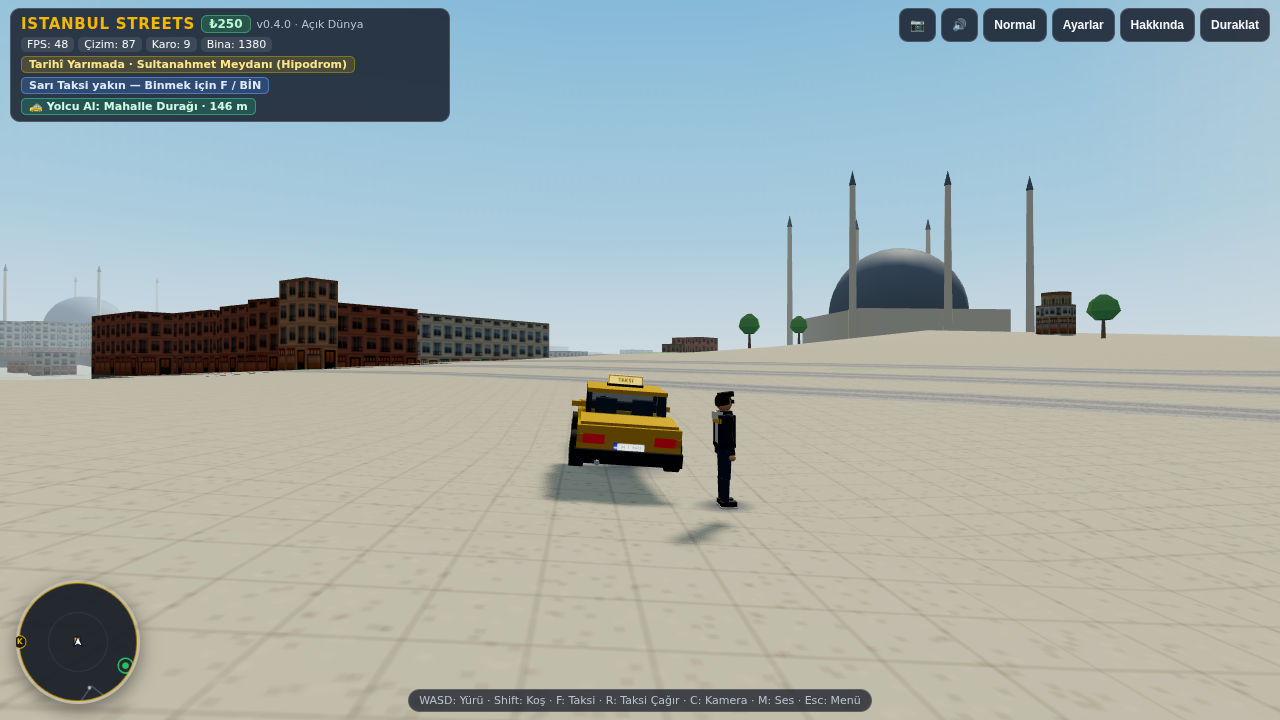 ISTANBUL STREETS ₺250 v0.4.0 · Açık Dünya
FPS: 48 Çizim: 87 Karo: 9 Bina: 1380
Tarihî Yarımada · Sultanahmet Meydanı (Hipodrom)
Sarı Taksi yakın — Binmek için F / BİN
🚕 Yolcu Al: Mahalle Durağı · 146 m
📷 🔊 Normal Ayarlar Hakkında Duraklat
TAKSİ
K
WASD: Yürü · Shift: Koş · F: Taksi · R: Taksi Çağır · C: Kamera · M: Ses · Esc: Menü